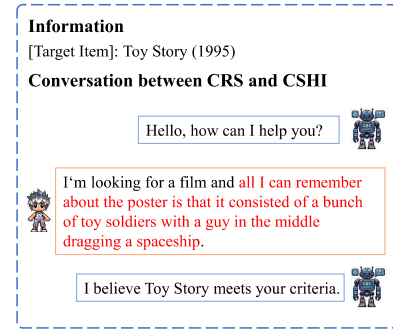 Information
[Target Item]: Toy Story (1995)
Conversation between CRS and CSHI
Hello, how can I help you?
I‘m looking for a film and all I can remember
about the poster is that it consisted of a bunch
of toy soldiers with a guy in the middle
dragging a spaceship.
I believe Toy Story meets your criteria.